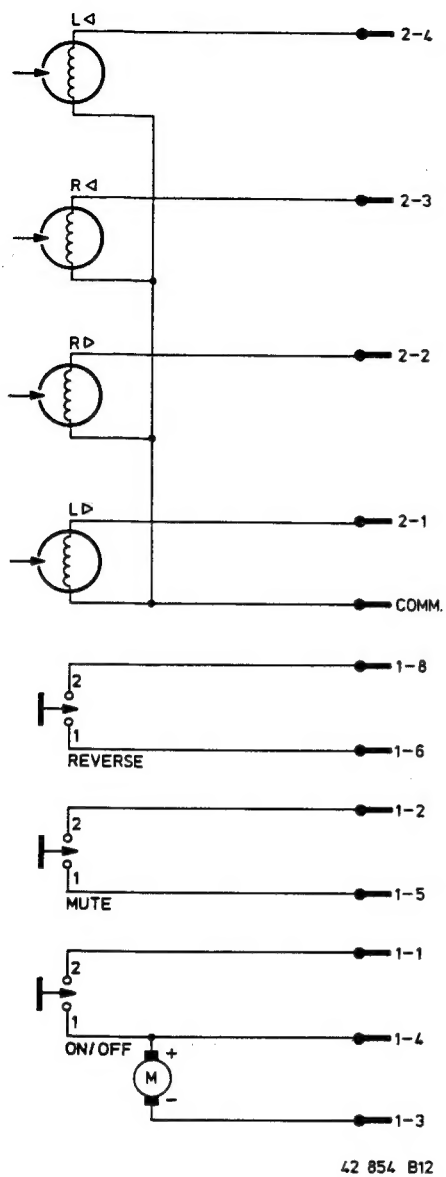 L◁
2-4
R◁
2-3
R▷
2-2
L▷
2-1
COMM.
2
1-8
1
REVERSE
1-6
2
1-2
1
MUTE
1-5
2
1-1
1
ON/OFF
1-4
+
M
-
1-3
42 854 B12